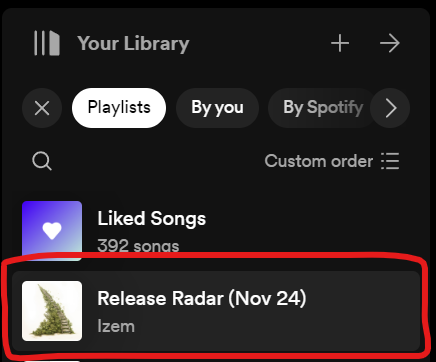 Your Library
Playlists
By you
By Spotify
Custom order
Liked Songs
392 songs
Release Radar (Nov 24)
Izem